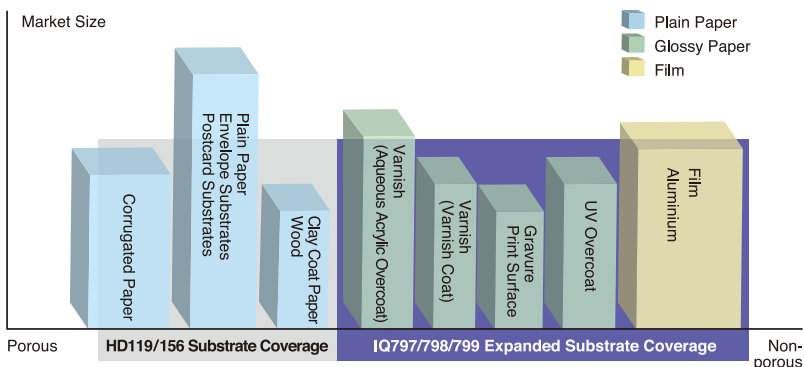 Market Size
Plain Paper
Glossy Paper
Film
Corrugated Paper
Plain Paper
Envelope Substrates
Postcard Substrates
Clay Coat Paper
Wood
Varnish
(Aqueous Acrylic Overcoat)
Varnish
(Varnish Coat)
Gravure
Print Surface
UV Overcoat
Film
Aluminium
Porous
HD119/156 Substrate Coverage
IQ797/798/799 Expanded Substrate Coverage
Non-
porous